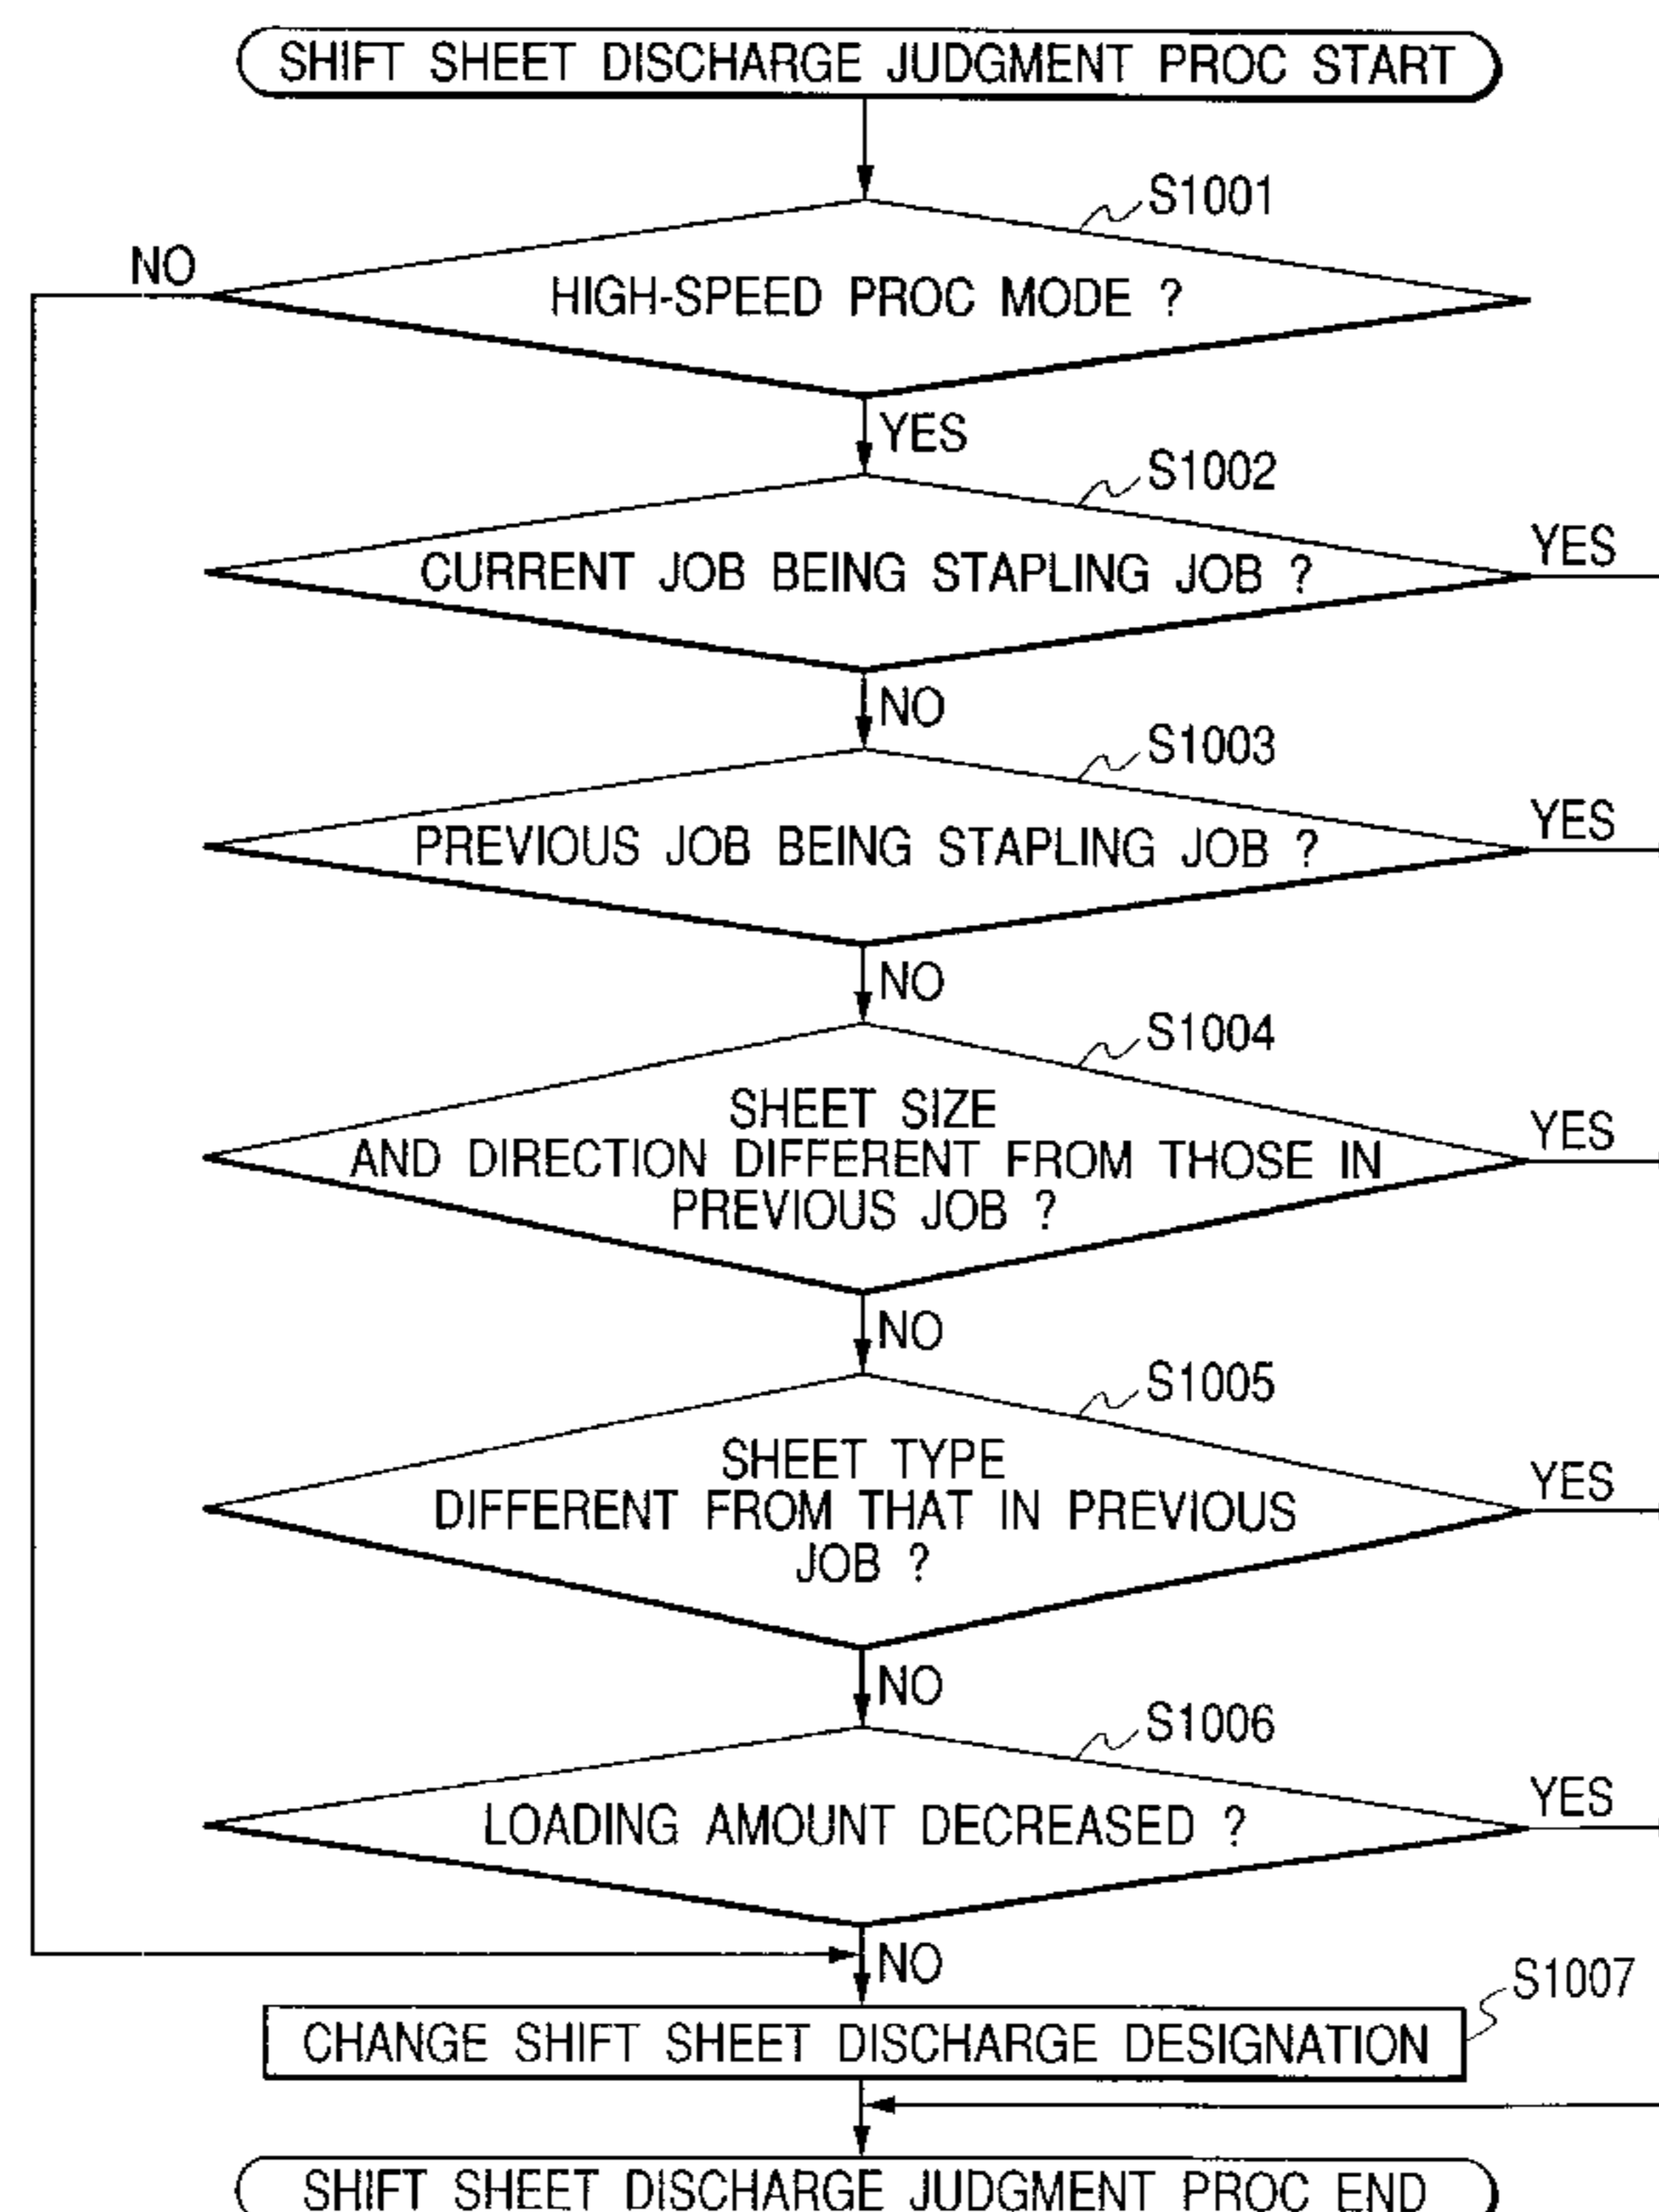 SHIFT SHEET DISCHARGE JUDGMENT PROC START
S1001
NO
HIGH-SPEED PROC MODE ?
YES
S1002
CURRENT JOB BEING STAPLING JOB ?
YES
NO
S1003
PREVIOUS JOB BEING STAPLING JOB ?
YES
NO
S1004
SHEET SIZE
AND DIRECTION DIFFERENT FROM THOSE IN
PREVIOUS JOB ?
YES
NO
S1005
SHEET TYPE
DIFFERENT FROM THAT IN PREVIOUS
JOB ?
YES
NO
S1006
LOADING AMOUNT DECREASED ?
YES
NO
S1007
CHANGE SHIFT SHEET DISCHARGE DESIGNATION
SHIFT SHEET DISCHARGE JUDGMENT PROC END